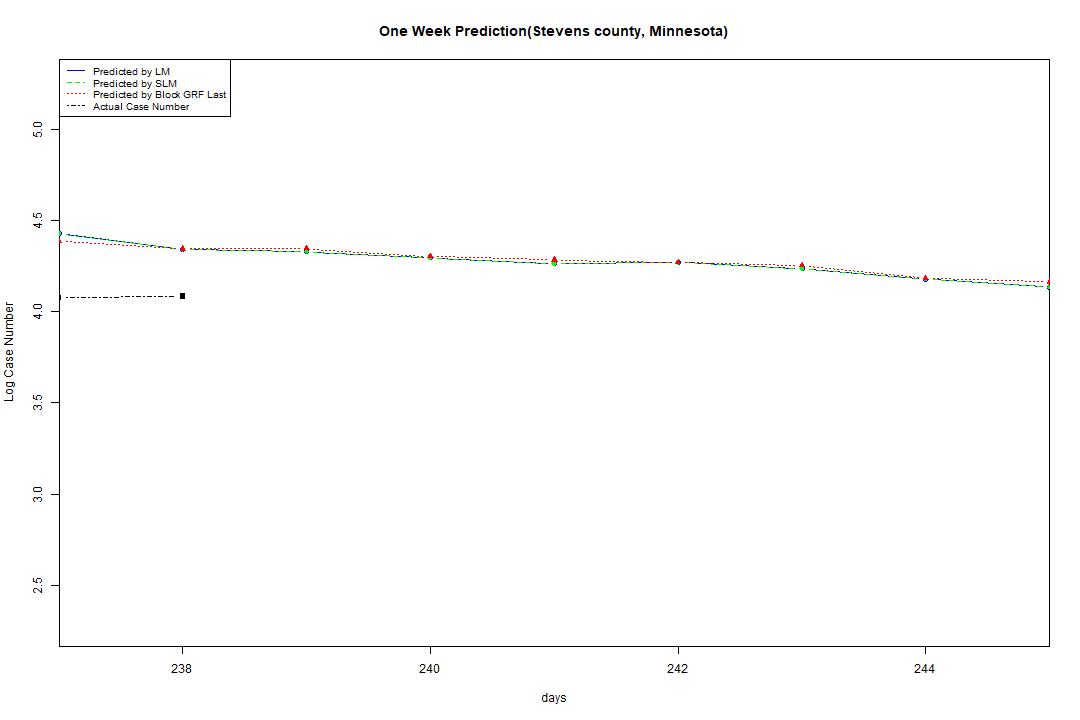 One Week Prediction(Stevens county, Minnesota)
Predicted by LM
Predicted by SLM
Predicted by Block GRF Last
Actual Case Number
5.0
4.5
4.0
3.5
3.0
2.5
Log Case Number
238 240 242 244
days